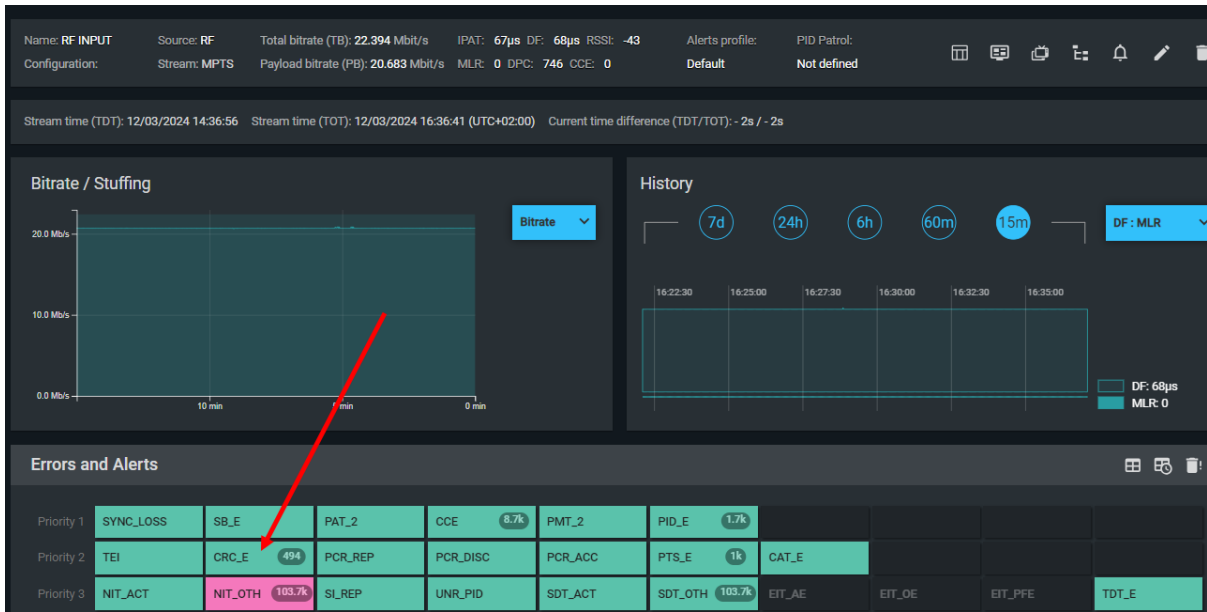 Name: RF INPUT Source: RF Total bitrate (TB): 22.394 Mbit/s IPAT: 67µs DF: 68µs RSSI: -43 Alerts profile: PID Patrol:
Configuration: Stream: MPTS Payload bitrate (PB): 20.683 Mbit/s MLR: 0 DPC: 746 CCE: 0 Default Not defined
Stream time (TDT): 12/03/2024 14:36:56 Stream time (TOT): 12/03/2024 16:36:41 (UTC+02:00) Current time difference (TDT/TOT): - 2s / - 2s
Bitrate / Stuffing
Bitrate
20.0 Mb/s
10.0 Mb/s
0.0 Mb/s
10 min 5 min 0 min
History
7d 24h 6h 60m 15m DF : MLR
16:22:30 16:25:00 16:27:30 16:30:00 16:32:30 16:35:00
DF: 68µs
MLR: 0
Errors and Alerts
Priority 1 SYNC_LOSS SB_E PAT_2 CCE 8.7k PMT_2 PID_E 1.7k
Priority 2 TEI CRC_E 494 PCR_REP PCR_DISC PCR_ACC PTS_E 1k CAT_E
Priority 3 NIT_ACT NIT_OTH 103.7k SI_REP UNR_PID SDT_ACT SDT_OTH 103.7k EIT_AE EIT_OE EIT_PFE TDT_E